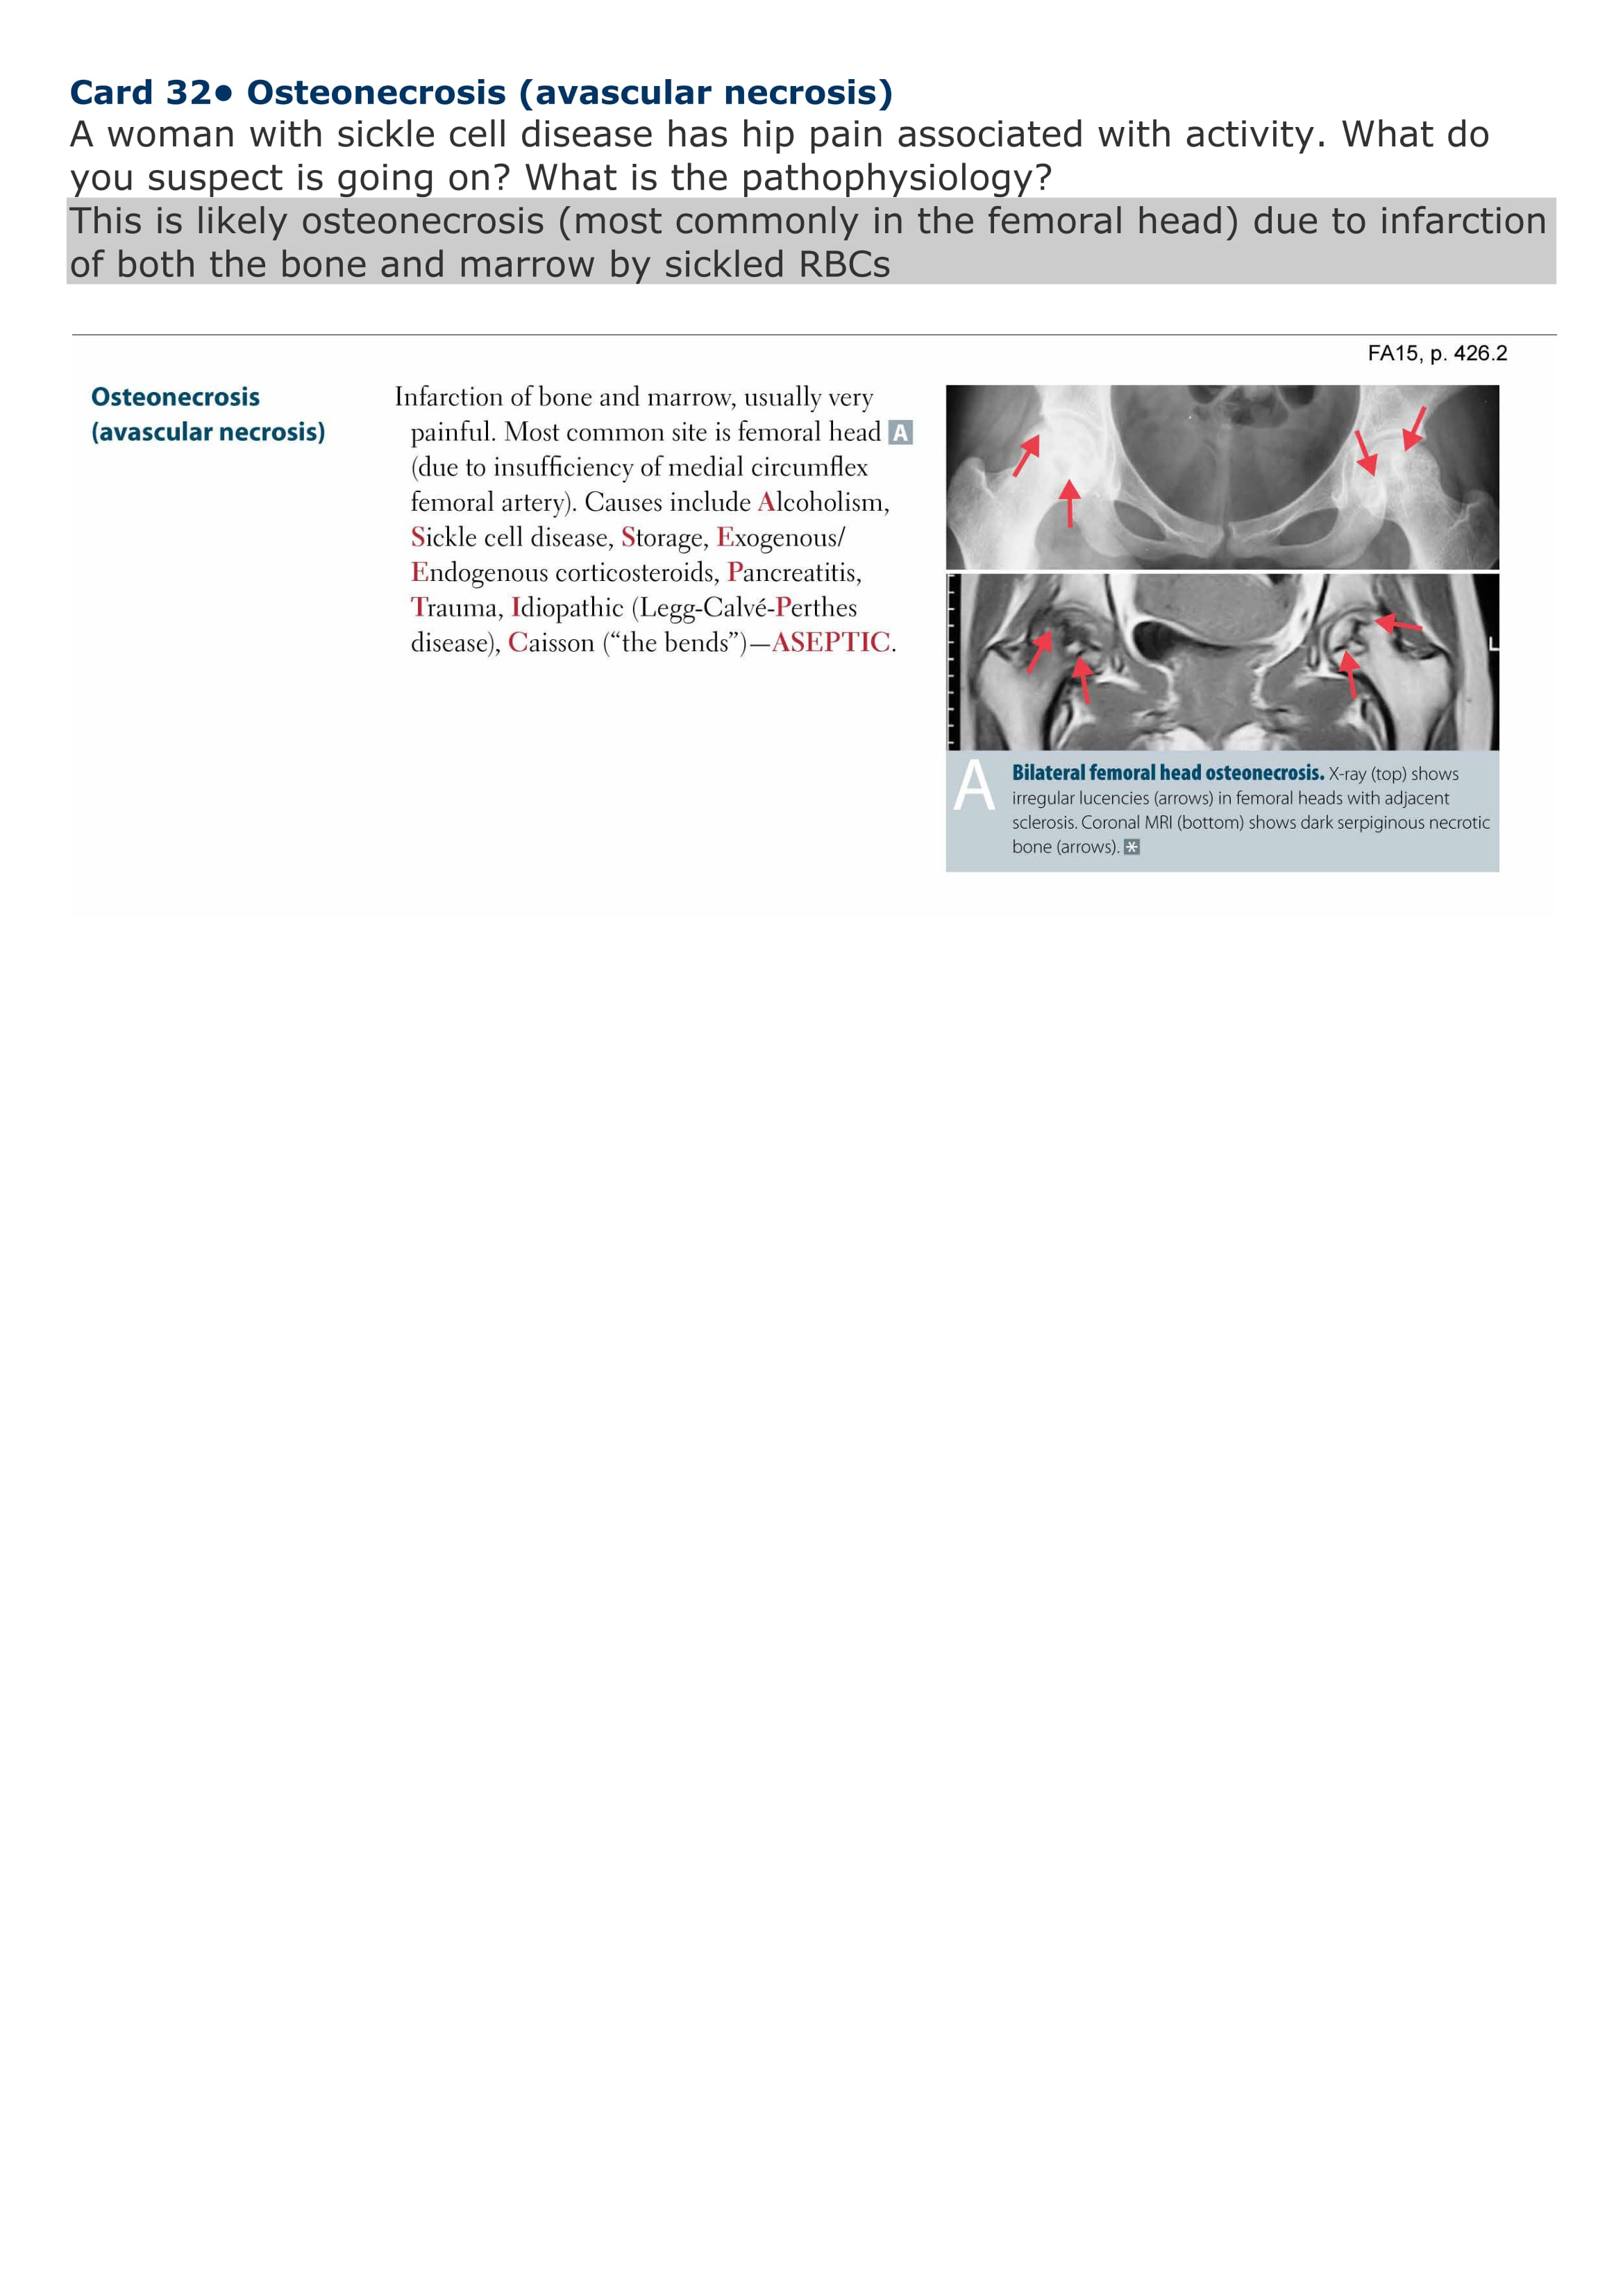 Card 32• Osteonecrosis (avascular necrosis)
A woman with sickle cell disease has hip pain associated with activity. What do
you suspect is going on? What is the pathophysiology?
This is likely osteonecrosis (most commonly in the femoral head) due to infarction
of both the bone and marrow by sickled RBCs
FA15, p. 426.2
Osteonecrosis
(avascular necrosis)
Infarction of bone and marrow, usually very
painful. Most common site is femoral head A
(due to insufficiency of medial circumflex
femoral artery). Causes include Alcoholism,
Sickle cell disease, Storage, Exogenous/
Endogenous corticosteroids, Pancreatitis,
Trauma, Idiopathic (Legg-Calvé-Perthes
disease), Caisson (“the bends”)—ASEPTIC.
L
A
Bilateral femoral head osteonecrosis. X-ray (top) shows
irregular lucencies (arrows) in femoral heads with adjacent
sclerosis. Coronal MRI (bottom) shows dark serpiginous necrotic
bone (arrows). *